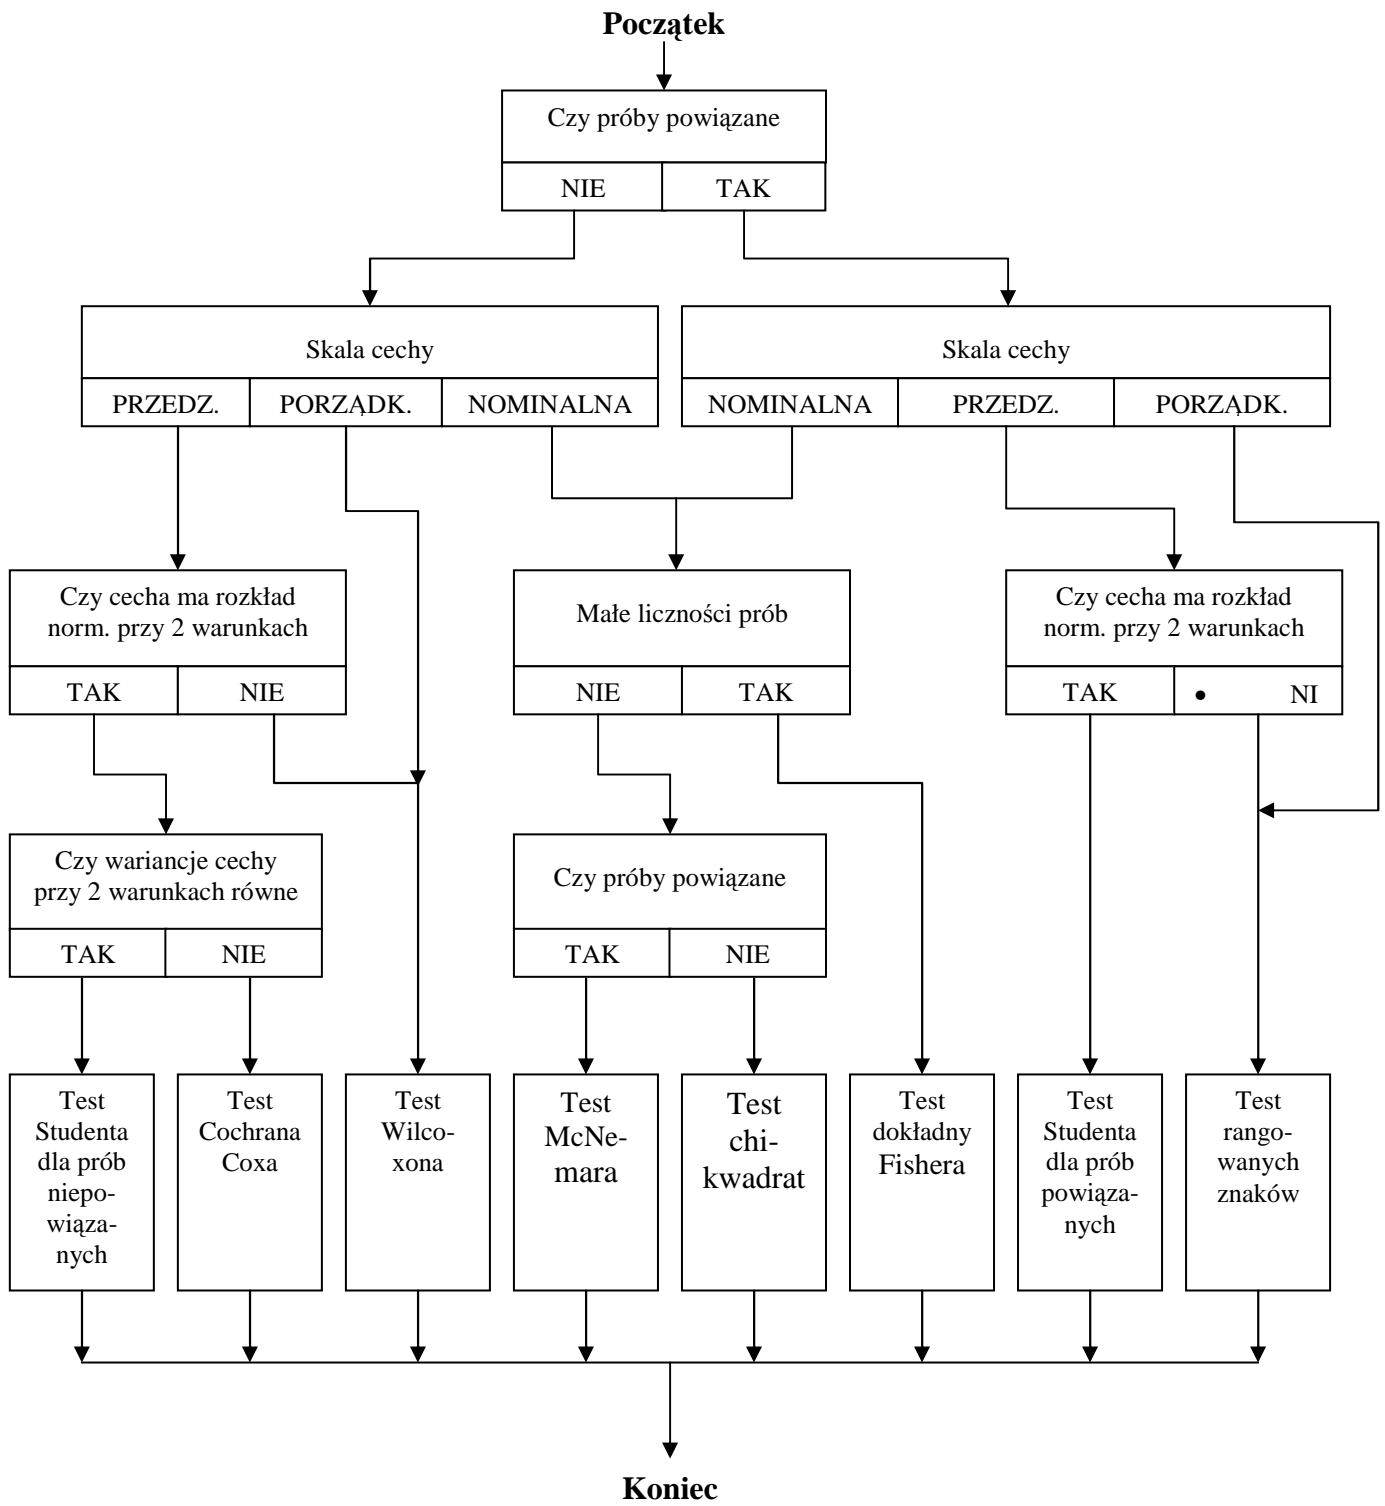 Początek
Czy próby powiązane
NIE
TAK
Skala cechy
PRZEDZ.
PORZĄDK.
NOMINALNA
Skala cechy
NOMINALNA
PRZEDZ.
PORZĄDK.
Czy cecha ma rozkład
norm. przy 2 warunkach
TAK
NIE
Małe liczności prób
NIE
TAK
Czy cecha ma rozkład
norm. przy 2 warunkach
TAK
• NI
Czy wariancje cechy
przy 2 warunkach równe
TAK
NIE
Czy próby powiązane
TAK
NIE
Test
Studenta
dla prób
niepo-
wiąza-
nych
Test
Cochrana
Coxa
Test
Wilco-
xona
Test
McNe-
mara
Test
chi-
kwadrat
Test
dokładny
Fishera
Test
Studenta
dla prób
powiąza-
nych
Test
rango-
wanych
znaków
Koniec